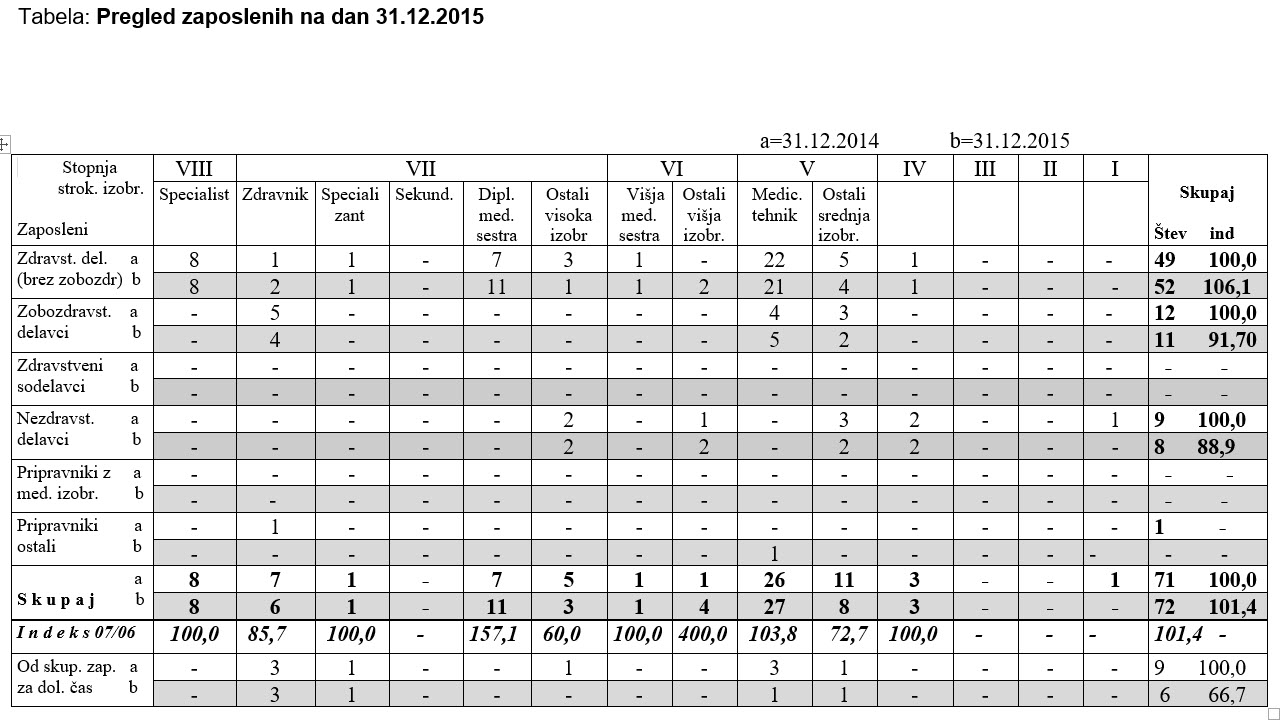 Tabela: Pregled zaposlenih na dan 31.12.2015
a=31.12.2014 b=31.12.2015
Stopnja strok. izobr. Zaposleni VIII VII VI V IV III II I Skupaj
Specialist Zdravnik Speciali zant Sekund. Dipl. med. sestra Ostali visoka izobr Višja med. sestra Ostali višja izobr. Medic. tehnik Ostali srednja izobr. Štev ind
Zdravst. del. a 8 1 1 - 7 3 1 - 22 5 1 - - - 49 100,0
(brez zobozdr) b 8 2 1 - 11 1 1 2 21 4 1 - - - 52 106,1
Zobozdravst. a - 5 - - - - - - 4 3 - - - - 12 100,0
delavci b - 4 - - - - - - 5 2 - - - - 11 91,70
Zdravstveni a - - - - - - - - - - - - - - - -
sodelavci b - - - - - - - - - - - - - - - -
Nezdravst. a - - - - - 2 - 1 - 3 2 - - 1 9 100,0
delavci b - - - - - 2 - 2 - 2 2 - - - 8 88,9
Pripravniki z a - - - - - - - - - - - - - - - -
med. izobr. b - - - - - - - - - - - - - - - -
Pripravniki a - 1 - - - - - - - - - - - - 1 -
ostali b - - - - - - - - 1 - - - - - - -
a 8 7 1 - 7 5 1 1 26 11 3 - - 1 71 100,0
Skupaj b 8 6 1 - 11 3 1 4 27 8 3 - - - 72 101,4
Indeks 07/06 100,0 85,7 100,0 - 157,1 60,0 100,0 400,0 103,8 72,7 100,0 - - - 101,4 -
Od skup. zap. a - 3 1 - - 1 - - 3 1 - - - - 9 100,0
za dol. čas b - 3 1 - - - - - 1 1 - - - - 6 66,7